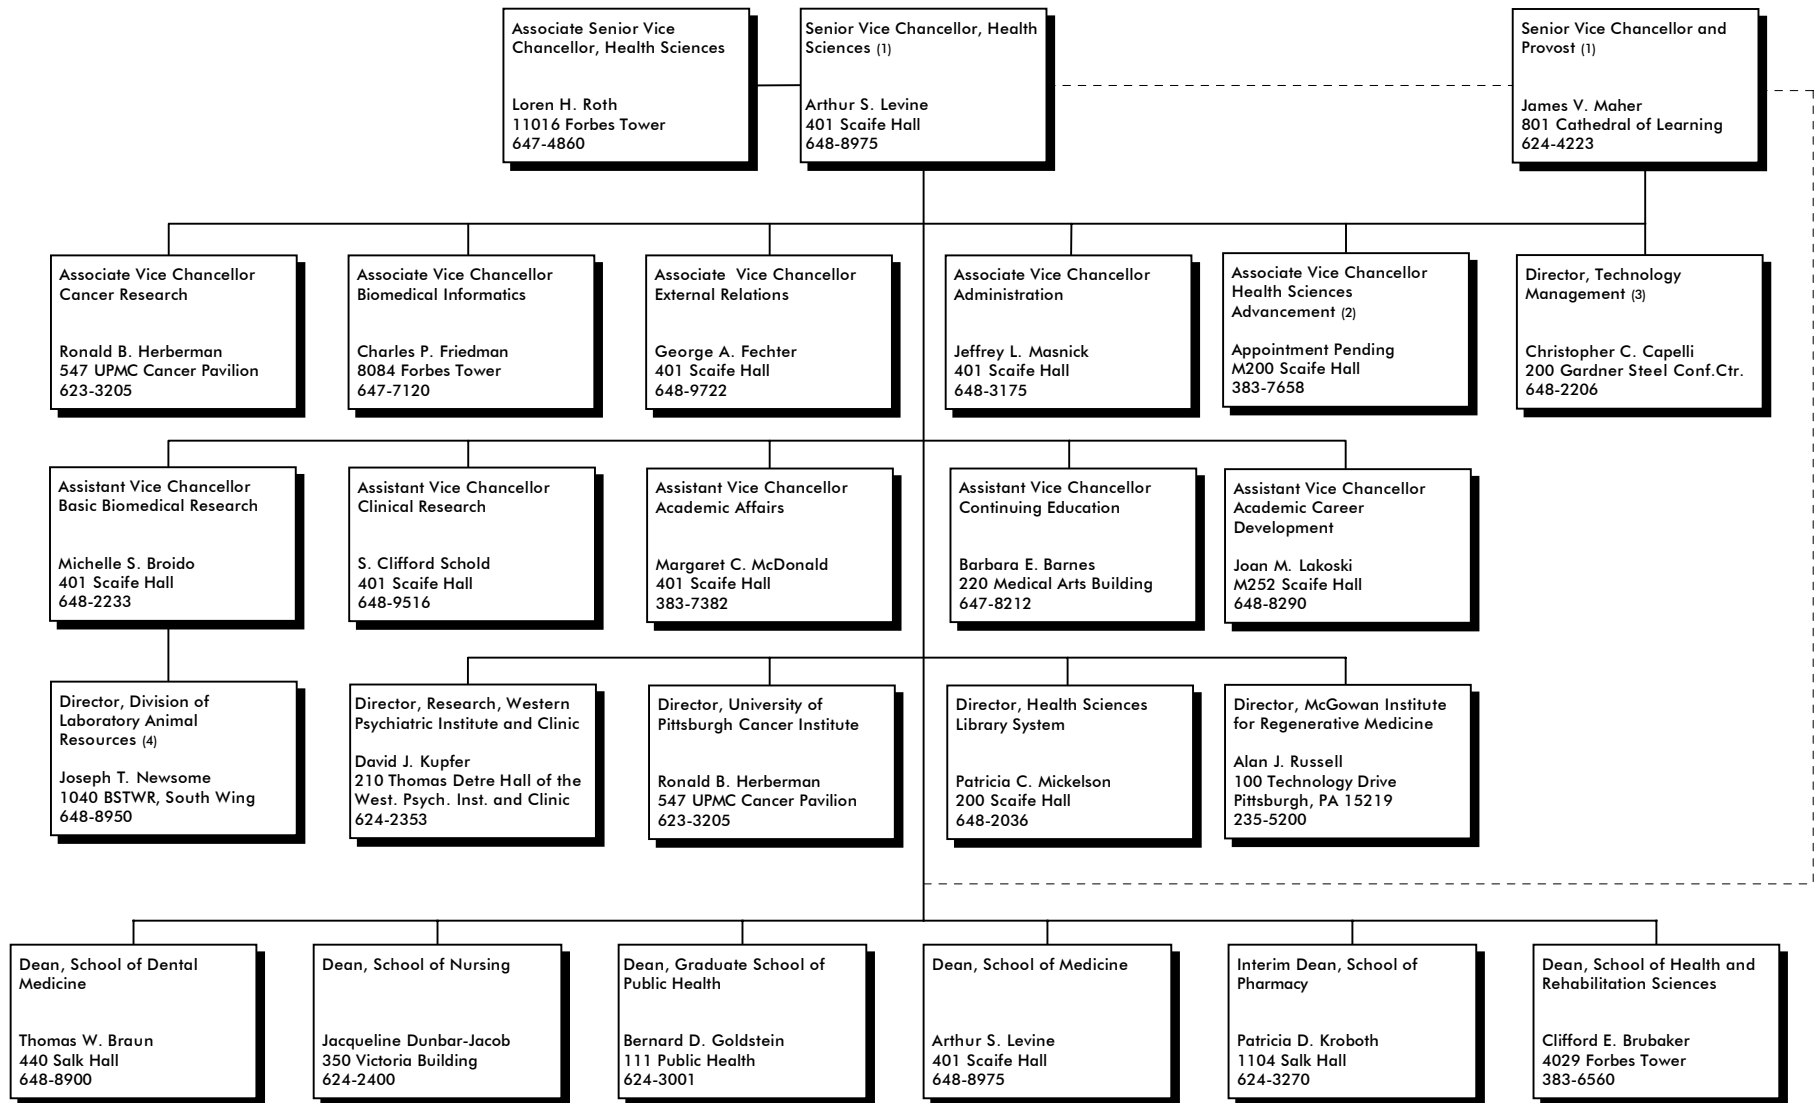 Associate Senior Vice
Chancellor, Health Sciences
Loren H. Roth
11016 Forbes Tower
647-4860
Senior Vice Chancellor, Health
Sciences (1)
Arthur S. Levine
401 Scaife Hall
648-8975
Senior Vice Chancellor and
Provost (1)
James V. Maher
801 Cathedral of Learning
624-4223
Associate Vice Chancellor
Cancer Research
Ronald B. Herberman
547 UPMC Cancer Pavilion
623-3205
Associate Vice Chancellor
Biomedical Informatics
Charles P. Friedman
8084 Forbes Tower
647-7120
Associate Vice Chancellor
External Relations
George A. Fechter
401 Scaife Hall
648-9722
Associate Vice Chancellor
Administration
Jeffrey L. Masnick
401 Scaife Hall
648-3175
Associate Vice Chancellor
Health Sciences
Advancement (2)
Appointment Pending
M200 Scaife Hall
383-7658
Director, Technology
Management (3)
Christopher C. Capelli
200 Gardner Steel Conf.Ctr.
648-2206
Assistant Vice Chancellor
Basic Biomedical Research
Michelle S. Broido
401 Scaife Hall
648-2233
Assistant Vice Chancellor
Clinical Research
S. Clifford Schold
401 Scaife Hall
648-9516
Assistant Vice Chancellor
Academic Affairs
Margaret C. McDonald
401 Scaife Hall
383-7382
Assistant Vice Chancellor
Continuing Education
Barbara E. Barnes
220 Medical Arts Building
647-8212
Assistant Vice Chancellor
Academic Career
Development
Joan M. Lakoski
M252 Scaife Hall
648-8290
Director, Division of
Laboratory Animal
Resources (4)
Joseph T. Newsome
1040 BSTWR, South Wing
648-8950
Director, Research, Western
Psychiatric Institute and Clinic
David J. Kupfer
210 Thomas Detre Hall of the
West. Psych. Inst. and Clinic
624-2353
Director, University of
Pittsburgh Cancer Institute
Ronald B. Herberman
547 UPMC Cancer Pavilion
623-3205
Director, Health Sciences
Library System
Patricia C. Mickelson
200 Scaife Hall
648-2036
Director, McGowan Institute
for Regenerative Medicine
Alan J. Russell
100 Technology Drive
Pittsburgh, PA 15219
235-5200
Dean, School of Dental
Medicine
Thomas W. Braun
440 Salk Hall
648-8900
Dean, School of Nursing
Jacqueline Dunbar-Jacob
350 Victoria Building
624-2400
Dean, Graduate School of
Public Health
Bernard D. Goldstein
111 Public Health
624-3001
Dean, School of Medicine
Arthur S. Levine
401 Scaife Hall
648-8975
Interim Dean, School of
Pharmacy
Patricia D. Kroboth
1104 Salk Hall
624-3270
Dean, School of Health and
Rehabilitation Sciences
Clifford E. Brubaker
4029 Forbes Tower
383-6560